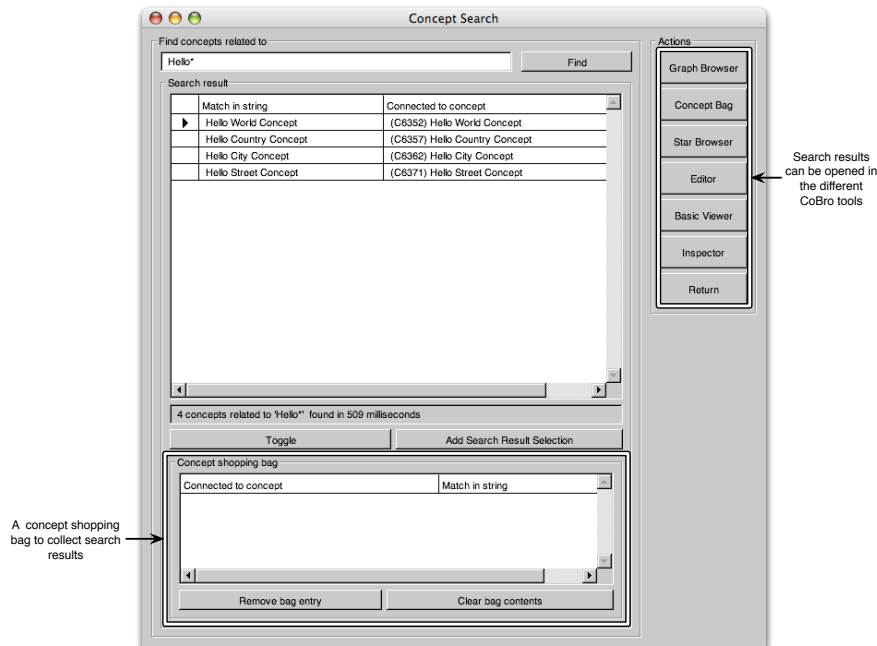 Concept Search
Find concepts related to
Hello*
Find
Search result
Match in string Connected to concept
Hello World Concept (C6352) Hello World Concept
Hello Country Concept (C6357) Hello Country Concept
Hello City Concept (C6362) Hello City Concept
Hello Street Concept (C6371) Hello Street Concept
4 concepts related to 'Hello*' found in 509 milliseconds
Toggle
Add Search Result Selection
Concept shopping bag
Connected to concept Match in string
Remove bag entry
Clear bag contents
Actions
Graph Browser
Concept Bag
Star Browser
Editor
Basic Viewer
Inspector
Return
Search results
can be opened in
the different
CoBro tools
A concept shopping
bag to collect search
results